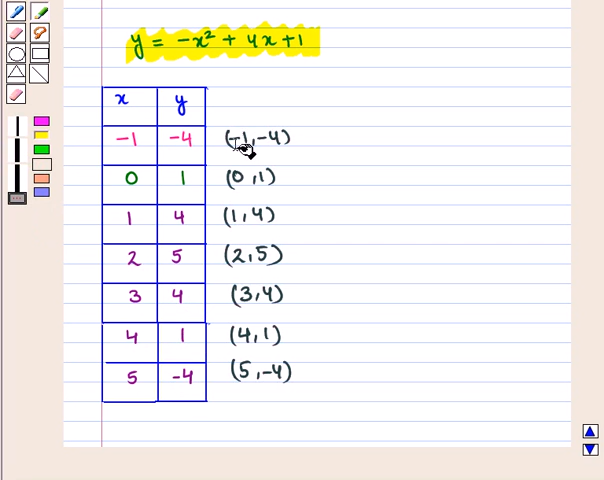 y = -x² + 4x + 1
x y
-1 -4 (-1, -4)
0 1 (0, 1)
1 4 (1, 4)
2 5 (2, 5)
3 4 (3, 4)
4 1 (4, 1)
5 -4 (5, -4)